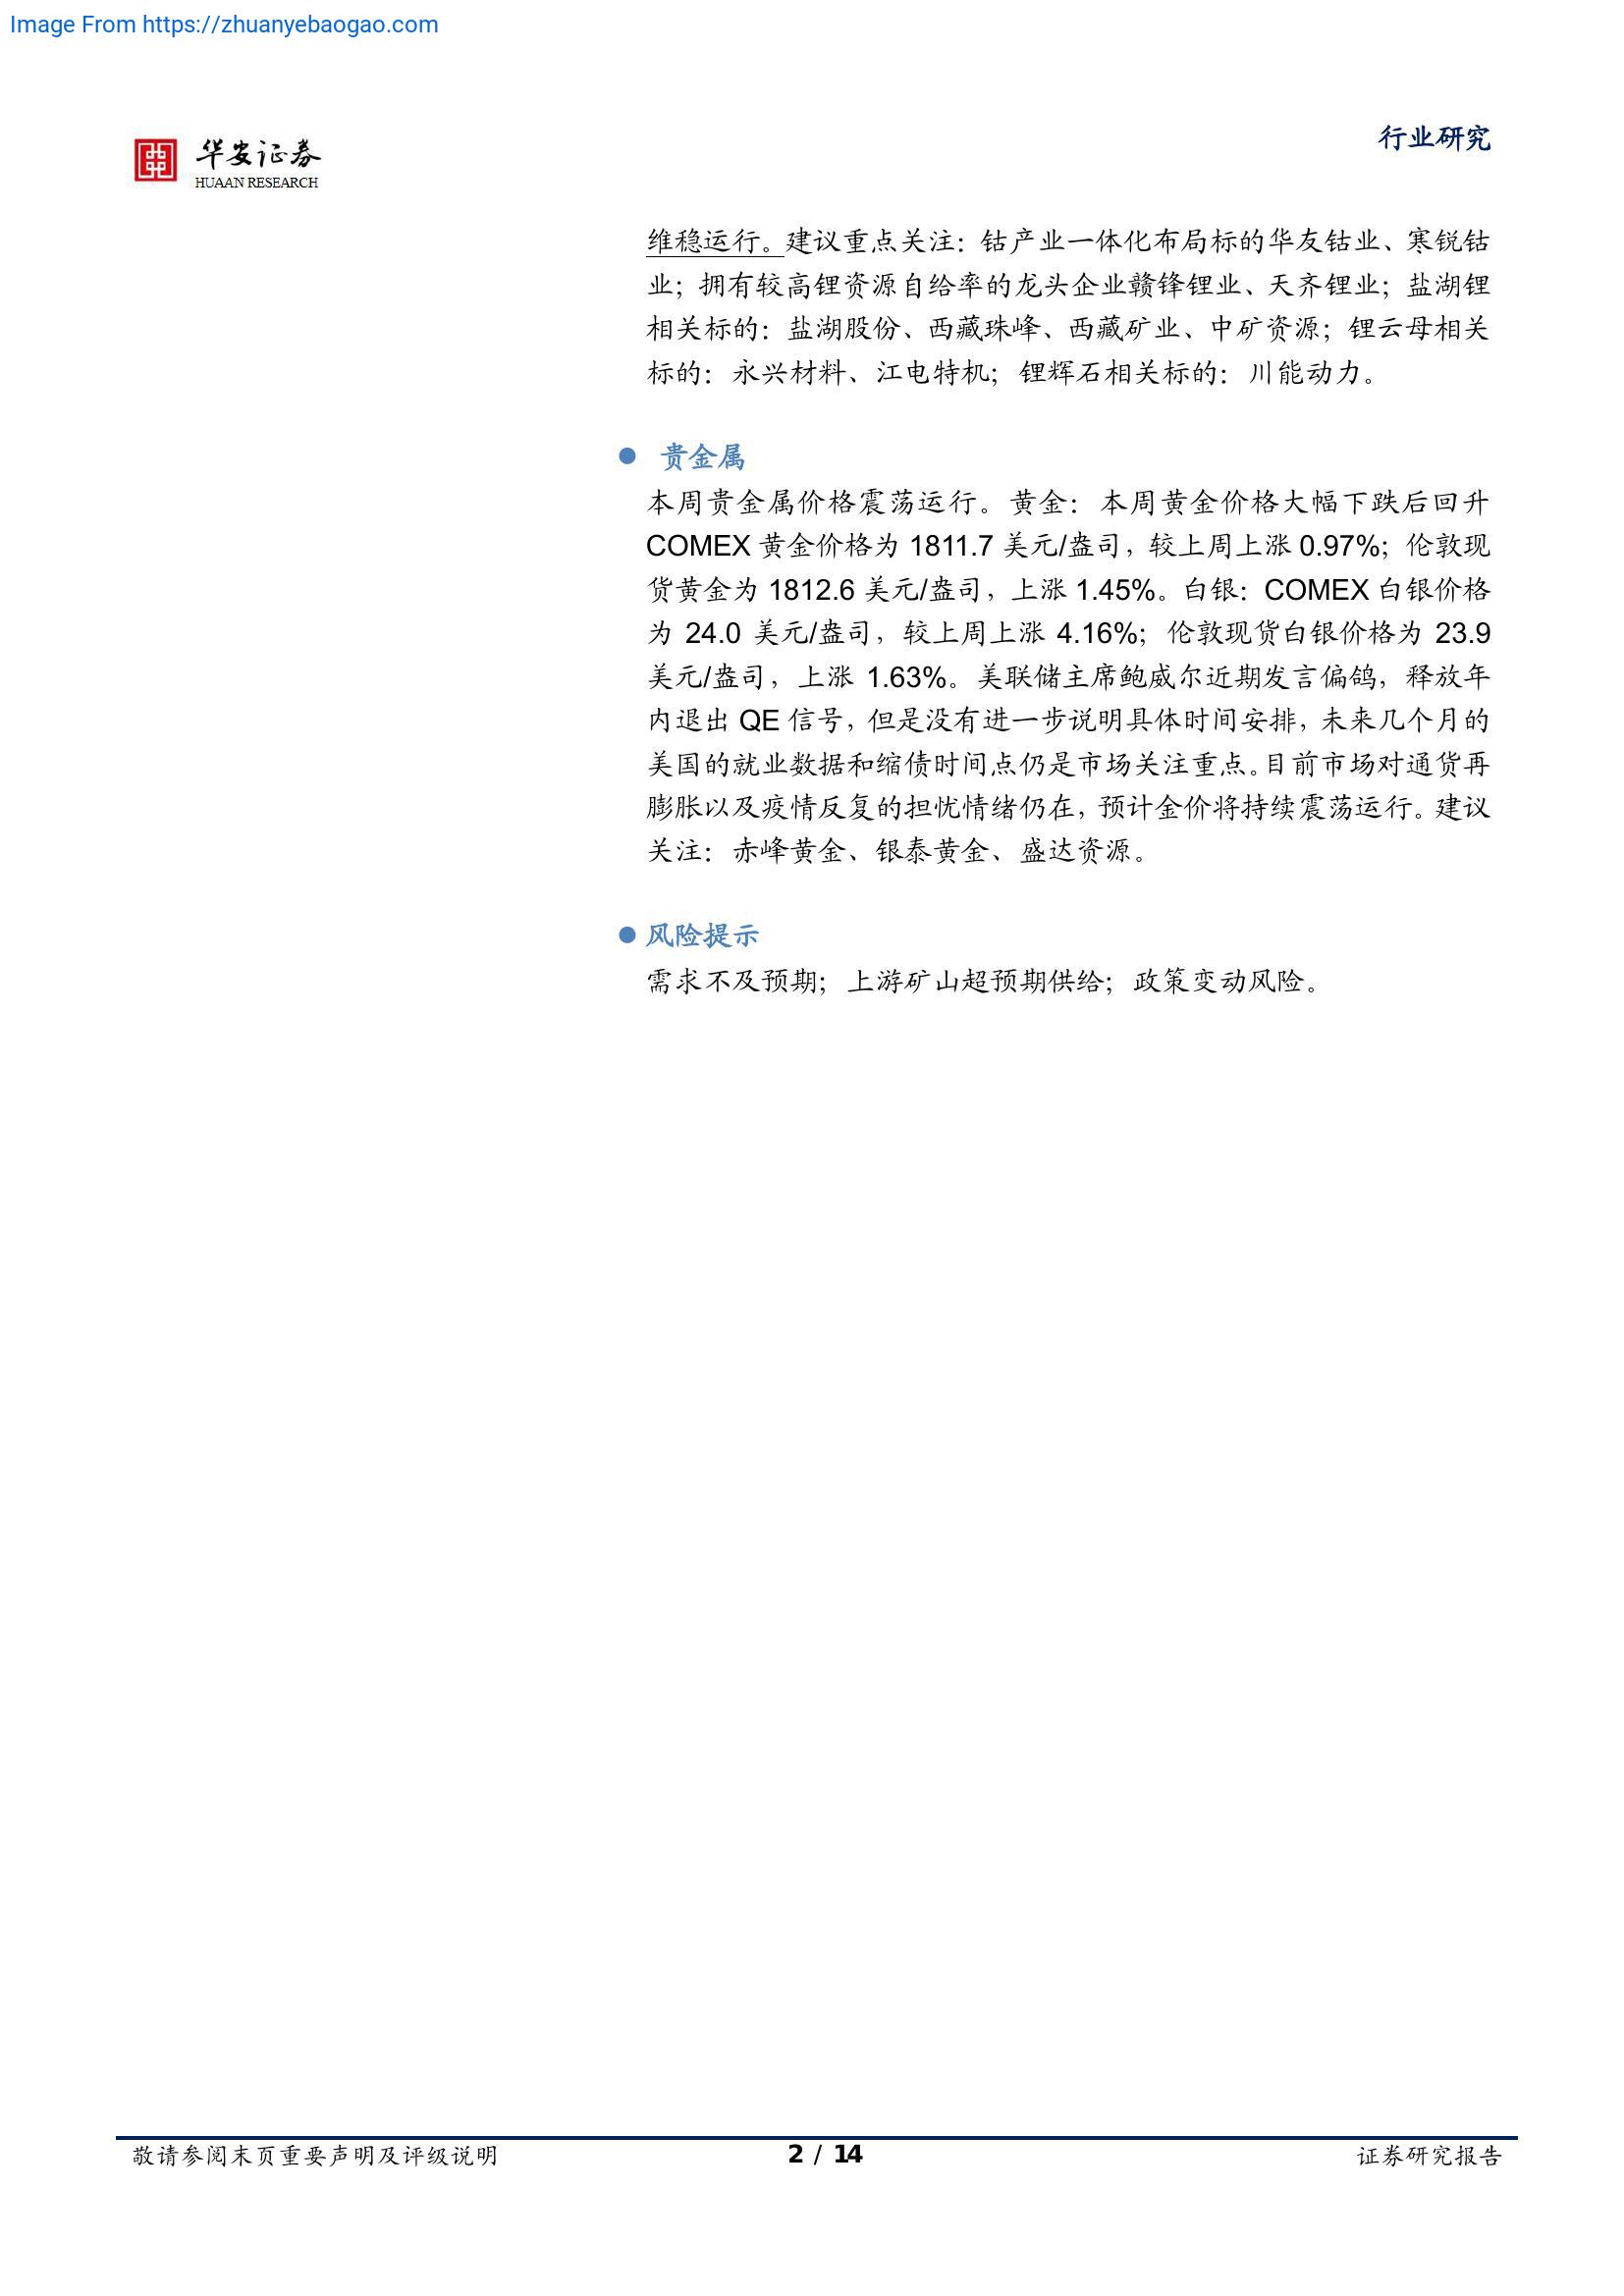 Image From https://zhuanyebaogao.com
华安证券
HUAAN RESEARCH
行业研究
维稳运行。建议重点关注：钴产业一体化布局标的华友钴业、寒锐钴
业；拥有较高锂资源自给率的龙头企业赣锋锂业、天齐锂业；盐湖锂
相关标的：盐湖股份、西藏珠峰、西藏矿业、中矿资源；锂云母相关
标的：永兴材料、江电特机；锂辉石相关标的：川能动力。
● 贵金属
本周贵金属价格震荡运行。黄金：本周黄金价格大幅下跌后回升
COMEX 黄金价格为 1811.7 美元/盎司，较上周上涨 0.97%；伦敦现
货黄金为 1812.6 美元/盎司，上涨 1.45%。白银：COMEX 白银价格
为 24.0 美元/盎司，较上周上涨 4.16%；伦敦现货白银价格为 23.9
美元/盎司，上涨 1.63%。美联储主席鲍威尔近期发言偏鸽，释放年
内退出 QE 信号，但是没有进一步说明具体时间安排，未来几个月的
美国的就业数据和缩债时间点仍是市场关注重点。目前市场对通货再
膨胀以及疫情反复的担忧情绪仍在，预计金价将持续震荡运行。建议
关注：赤峰黄金、银泰黄金、盛达资源。
● 风险提示
需求不及预期；上游矿山超预期供给；政策变动风险。
敬请参阅末页重要声明及评级说明
2 / 14
证券研究报告